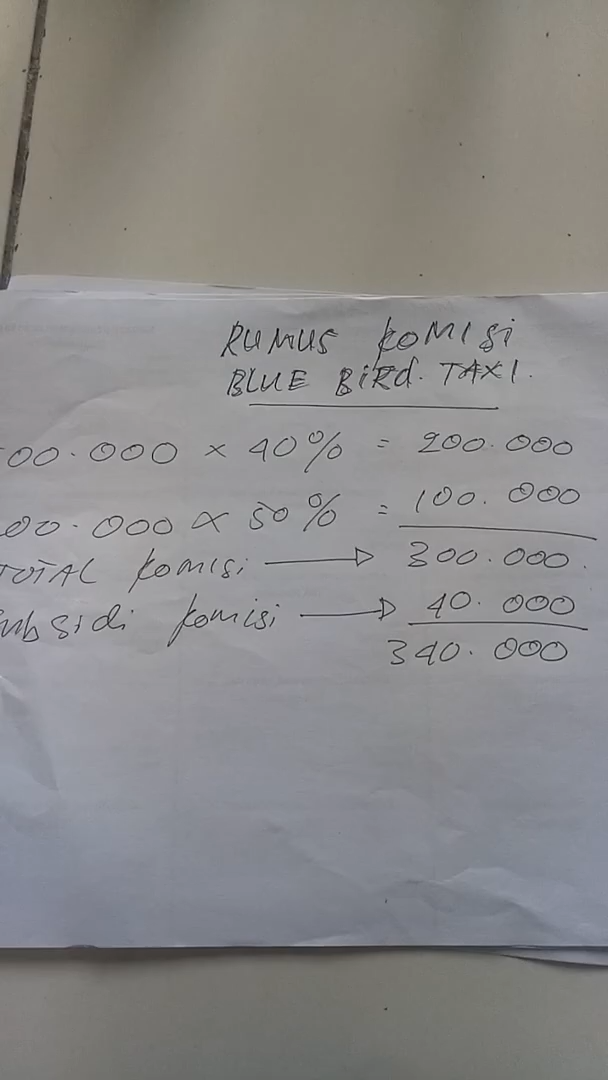 RUMUS KOMISI
BLUE BIRd. TAXI.
00.000 x 40% = 200.000
00.000 x 50% = 100.000
TOTAL KOMISI → 300.000.
subsidi komisi → 40.000
340.000